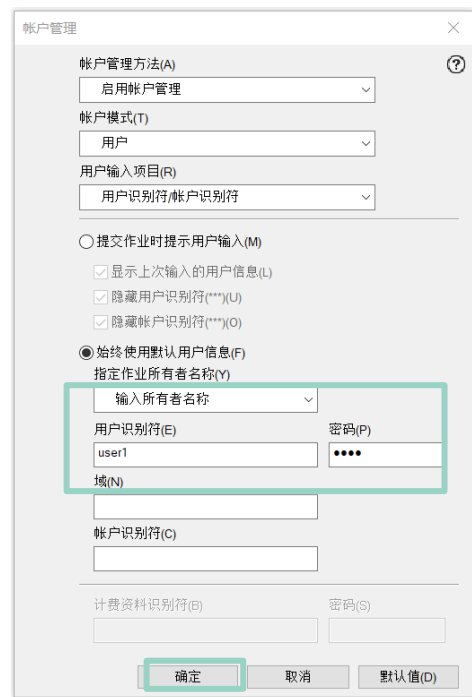 帐户管理
帐户管理方法(A)
启用帐户管理
帐户模式(T)
用户
用户输入项目(R)
用户识别符/帐户识别符
提交作业时提示用户输入(M)
显示上次输入的用户信息(L)
隐藏用户识别符(***)(U)
隐藏帐户识别符(***)(O)
始终使用默认用户信息(F)
指定作业所有者名称(Y)
输入所有者名称
用户识别符(E) 密码(P)
user1 ••••
域(N)
帐户识别符(C)
计费资料识别符(B) 密码(S)
确定 取消 默认值(D)